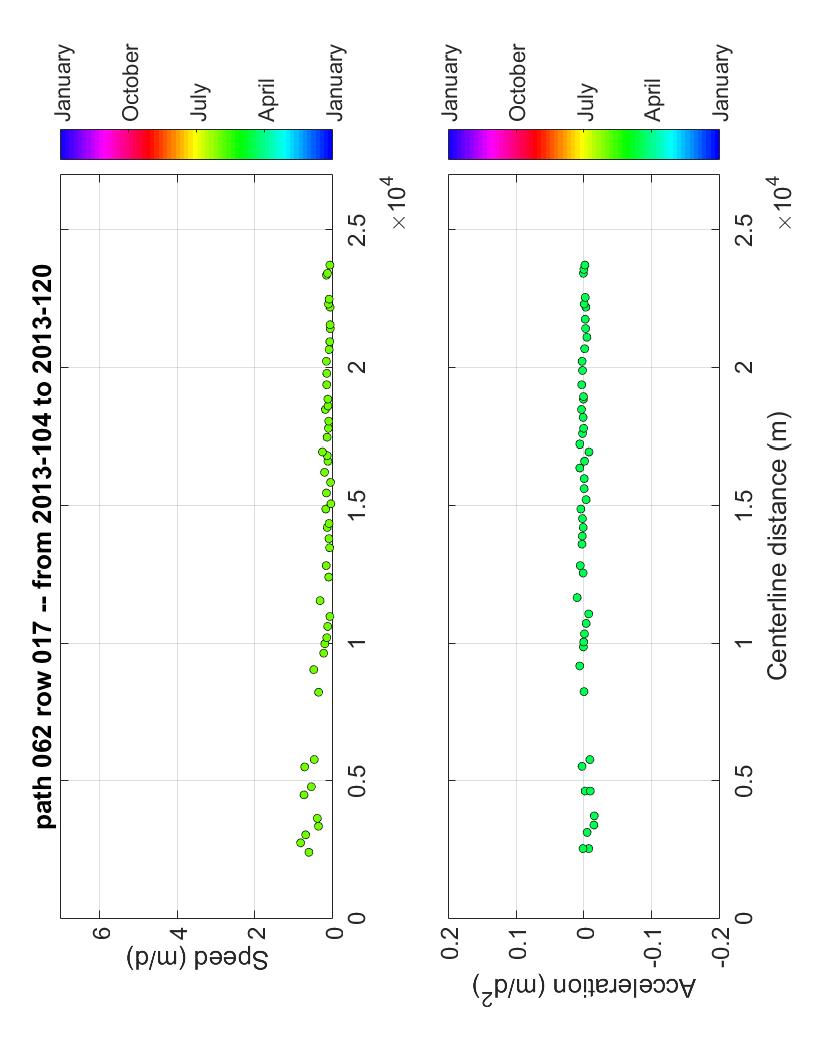 path 062 row 017 -- from 2013-104 to 2013-120
Speed (m/d)
6
4
2
0
0
0.5
1
1.5
2
2.5
×10⁴
January
October
July
April
January
Acceleration (m/d²)
0.2
0.1
0
-0.1
-0.2
0
0.5
1
1.5
2
2.5
×10⁴
Centerline distance (m)
January
October
July
April
January